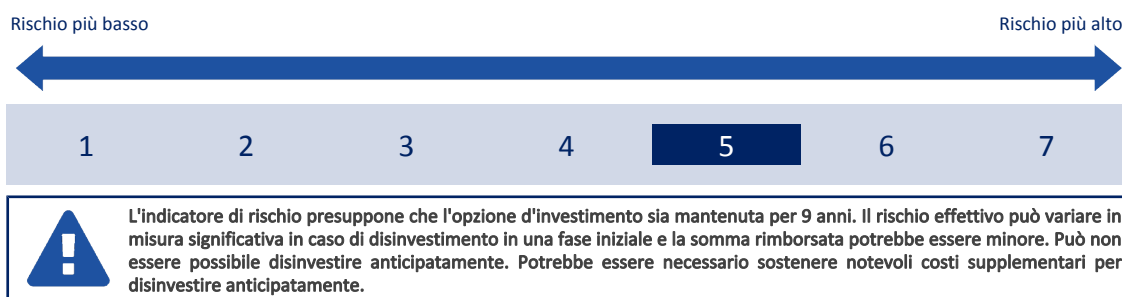 Rischio più basso Rischio più alto
1 2 3 4 5 6 7
L'indicatore di rischio presuppone che l'opzione d'investimento sia mantenuta per 9 anni. Il rischio effettivo può variare in
misura significativa in caso di disinvestimento in una fase iniziale e la somma rimborsata potrebbe essere minore. Può non
essere possibile disinvestire anticipatamente. Potrebbe essere necessario sostenere notevoli costi supplementari per
disinvestire anticipatamente.